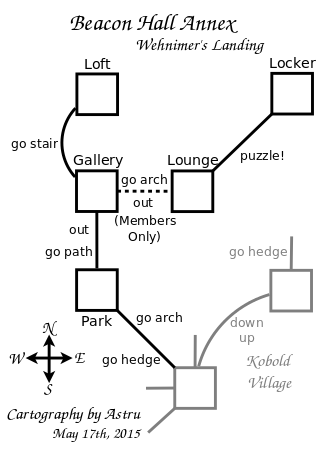 Beacon Hall Annex
Wehnimer's Landing
Loft
Locker
go stair
Gallery
Lounge
puzzle!
go arch
out
(Members
Only)
out
go path
go hedge
Park
go arch
down
up
N
W
E
S
go hedge
Kobold
Village
Cartography by Astru
May 17th, 2015